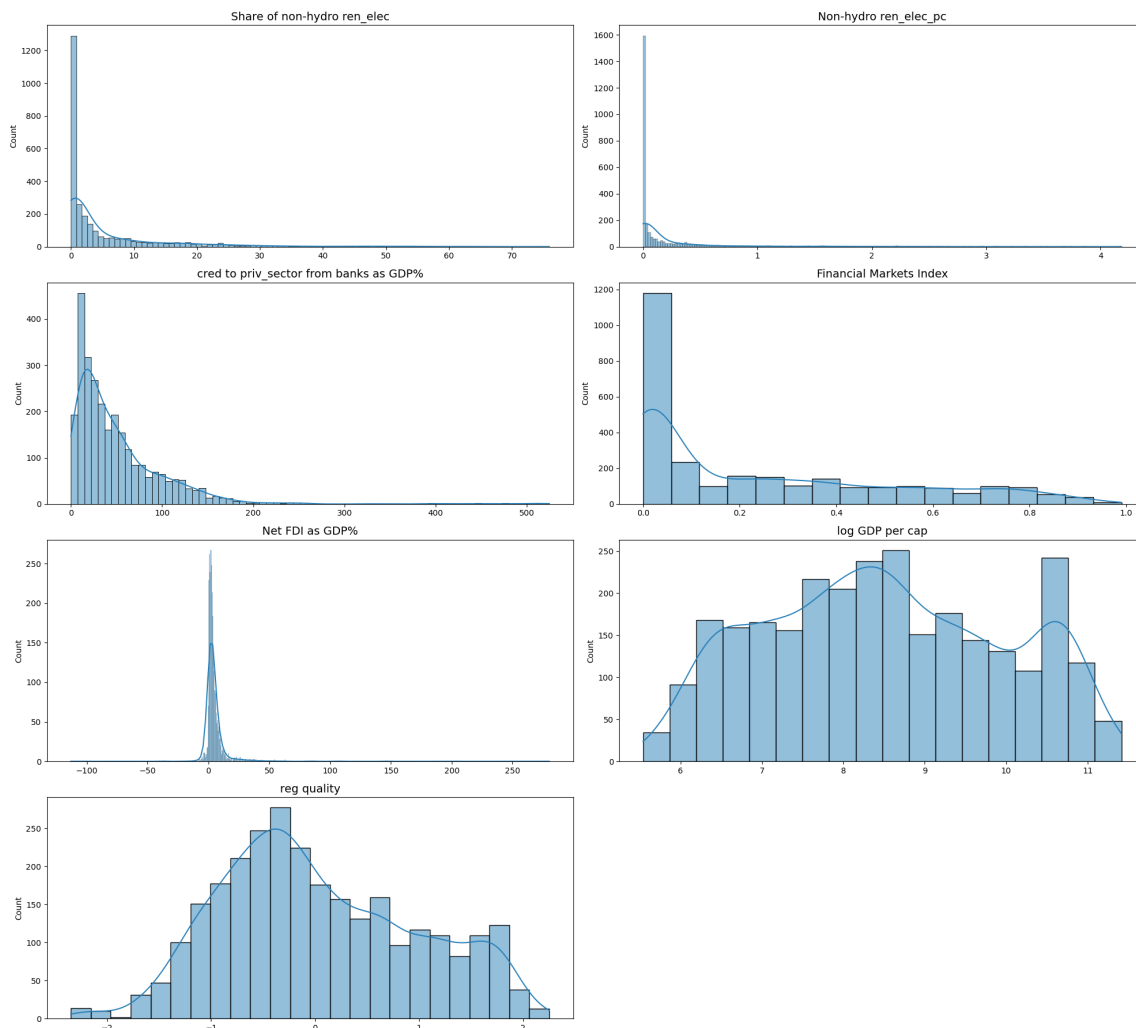 Share of non-hydro ren_elec
Count
1200
1000
800
600
400
200
0
0 10 20 30 40 50 60 70
Non-hydro ren_elec_pc
Count
1600
1400
1200
1000
800
600
400
200
0
0 1 2 3 4
cred to priv_sector from banks as GDP%
Count
400
300
200
100
0
0 100 200 300 400 500
Financial Markets Index
Count
1200
1000
800
600
400
200
0
0.0 0.2 0.4 0.6 0.8 1.0
Net FDI as GDP%
Count
250
200
150
100
50
0
−100 −50 0 50 100 150 200 250
log GDP per cap
Count
250
200
150
100
50
0
6 7 8 9 10 11
reg quality
Count
250
200
150
100
50
0
−2 −1 0 1 2